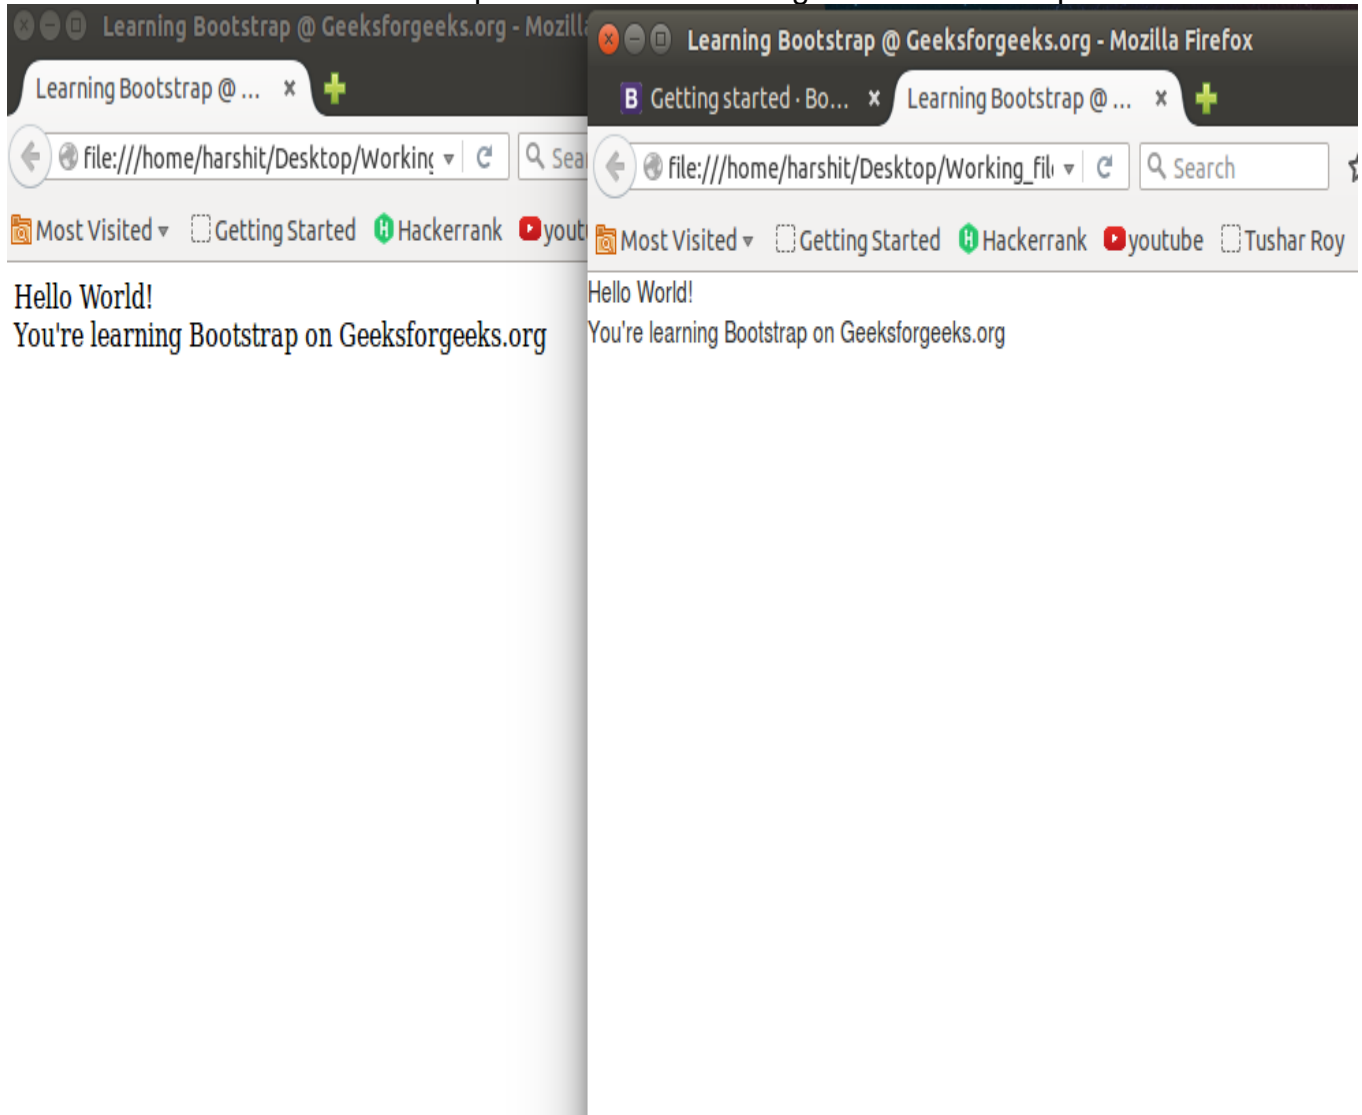 Learning Bootstrap @ Geeksforgeeks.org - Mozill
Learning Bootstrap @ ...
file:///home/harshit/Desktop/Working
Sea
Most Visited Getting Started Hackerrank yout
Hello World!
You're learning Bootstrap on Geeksforgeeks.org
Learning Bootstrap @ Geeksforgeeks.org - Mozilla Firefox
B Getting started · Bo... Learning Bootstrap @ ...
file:///home/harshit/Desktop/Working_fil
Search
Most Visited Getting Started Hackerrank youtube Tushar Roy
Hello World!
You're learning Bootstrap on Geeksforgeeks.org